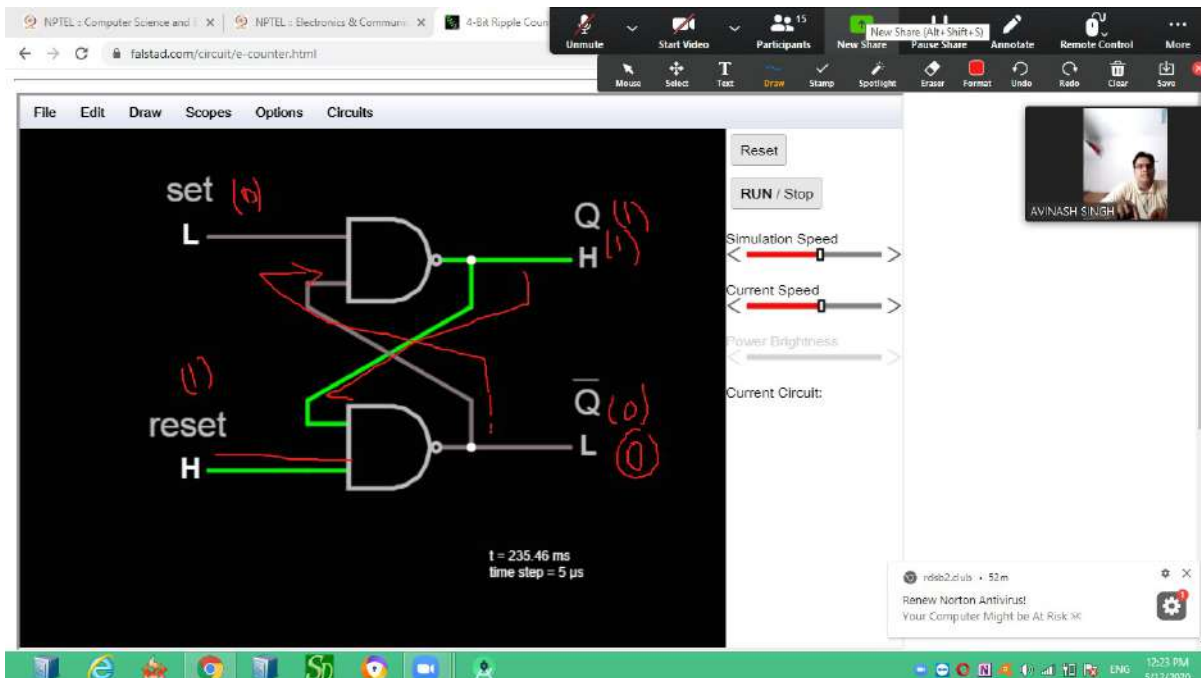 NPTEL :: Computer Science and
NPTEL :: Electronics & Communi
4-Bit Ripple Coun
falstad.com/circuit/e-counter.html
Unmute
Start Video
15
Participants
New Share
New Share (Alt+Shift+S)
Pause Share
Annotate
Remote Control
More
Mouse
Select
Text
Draw
Stamp
Spotlight
Eraser
Format
Undo
Redo
Clear
Save
File Edit Draw Scopes Options Circuits
Reset
RUN / Stop
Simulation Speed
Current Speed
Power Brightness
Current Circuit:
AVINASH SINGH
set (0)
L
Q (1)
H (1)
(1)
reset
H
Q̅ (0)
L (0)
t = 235.46 ms
time step = 5 μs
rdsb2.club • 52m
Renew Norton Antivirus!
Your Computer Might be At Risk
1
ENG
12:23 PM
5/12/2020